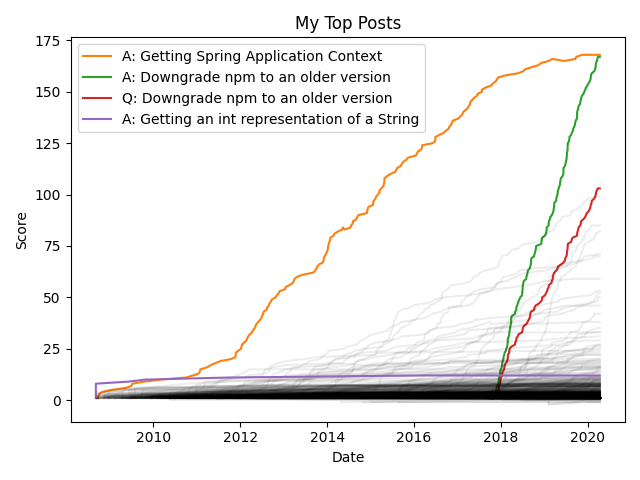 My Top Posts
A: Getting Spring Application Context
A: Downgrade npm to an older version
Q: Downgrade npm to an older version
A: Getting an int representation of a String
Score
175
150
125
100
75
50
25
0
2010 2012 2014 2016 2018 2020
Date